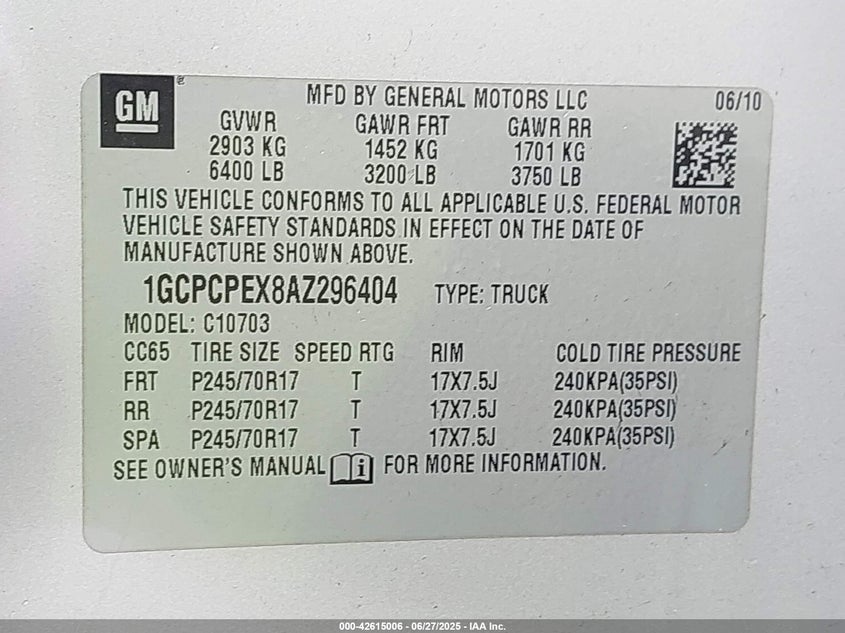 GM ®
MFD BY GENERAL MOTORS LLC 06/10
GVWR GAWR FRT GAWR RR
2903 KG 1452 KG 1701 KG
6400 LB 3200 LB 3750 LB
THIS VEHICLE CONFORMS TO ALL APPLICABLE U.S. FEDERAL MOTOR
VEHICLE SAFETY STANDARDS IN EFFECT ON THE DATE OF
MANUFACTURE SHOWN ABOVE.
1GCPCPEX8AZ296404 TYPE: TRUCK
MODEL: C10703
CC65 TIRE SIZE SPEED RTG RIM COLD TIRE PRESSURE
FRT P245/70R17 T 17X7.5J 240KPA(35PSI)
RR P245/70R17 T 17X7.5J 240KPA(35PSI)
SPA P245/70R17 T 17X7.5J 240KPA(35PSI)
SEE OWNER'S MANUAL i FOR MORE INFORMATION.
000-42615006 - 06/27/2025 - IAA Inc.